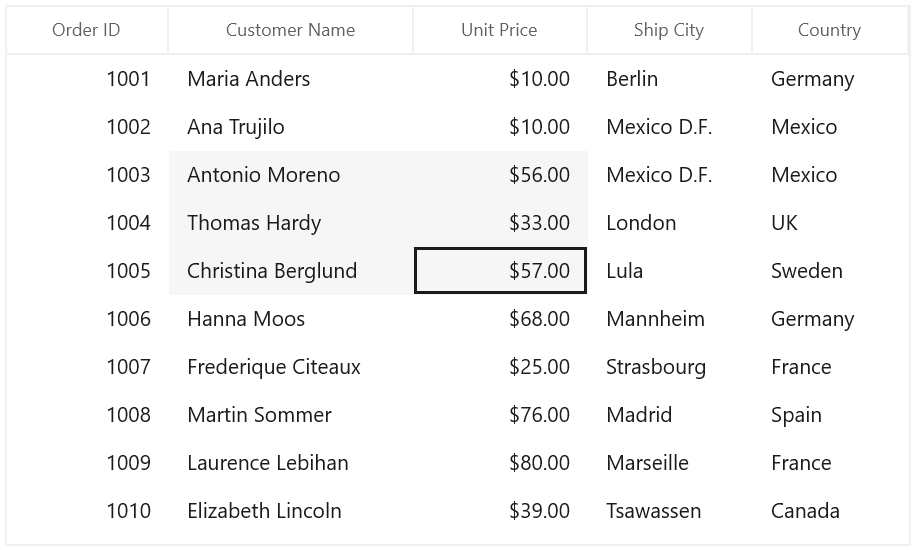 Order ID Customer Name Unit Price Ship City Country
1001 Maria Anders $10.00 Berlin Germany
1002 Ana Trujilo $10.00 Mexico D.F. Mexico
1003 Antonio Moreno $56.00 Mexico D.F. Mexico
1004 Thomas Hardy $33.00 London UK
1005 Christina Berglund $57.00 Lula Sweden
1006 Hanna Moos $68.00 Mannheim Germany
1007 Frederique Citeaux $25.00 Strasbourg France
1008 Martin Sommer $76.00 Madrid Spain
1009 Laurence Lebihan $80.00 Marseille France
1010 Elizabeth Lincoln $39.00 Tsawassen Canada